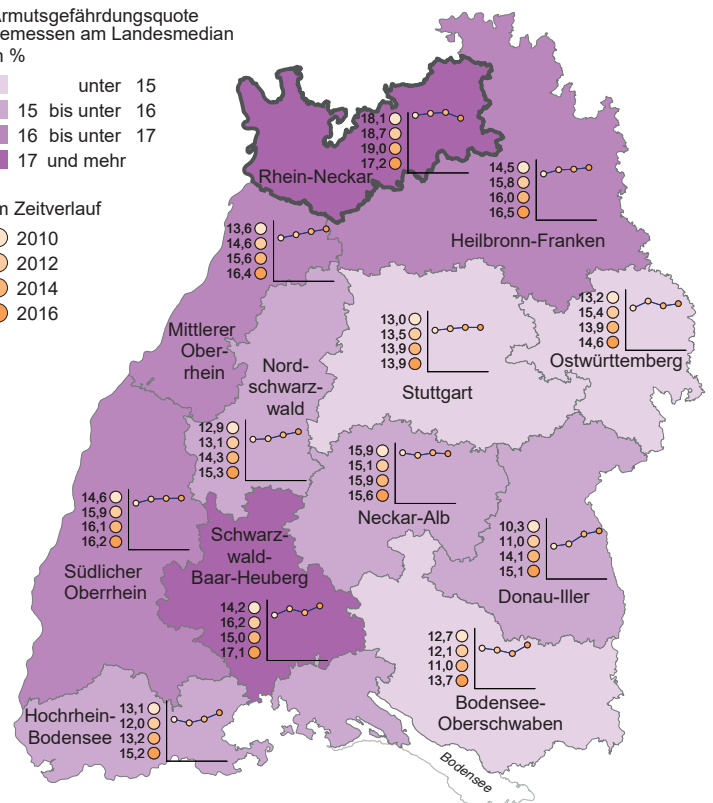 Armutsgefährdungsquote
gemessen am Landesmedian
in %
unter 15
15 bis unter 16
16 bis unter 17
17 und mehr
Im Zeitverlauf
2010
2012
2014
2016
18,1
18,7
19,0
17,2
Rhein-Neckar
14,5
15,8
16,0
16,5
Heilbronn-Franken
13,6
14,6
15,6
16,4
Mittlerer
Ober-
rhein
13,2
15,4
13,9
14,6
Ostwürttemberg
13,0
13,5
13,9
13,9
Stuttgart
Nord-
schwarz-
wald
12,9
13,1
14,3
15,3
15,9
15,1
15,9
15,6
Neckar-Alb
14,6
15,9
16,1
16,2
Südlicher
Oberrhein
Schwarz-
wald-
Baar-Heuberg
14,2
16,2
15,0
17,1
10,3
11,0
14,1
15,1
Donau-Iller
12,7
12,1
11,0
13,7
Bodensee-
Oberschwaben
Hochrhein-
Bodensee
13,1
12,0
13,2
15,2
Bodensee